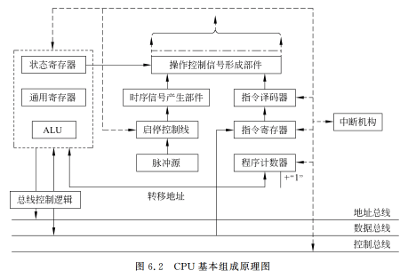 状态寄存器
操作控制信号形成部件
通用寄存器
时序信号产生部件
指令译码器
ALU
启停控制线
指令寄存器
中断机构
脉冲源
程序计数器
+“1”
总线控制逻辑
转移地址
地址总线
数据总线
控制总线
图 6.2 CPU 基本组成原理图